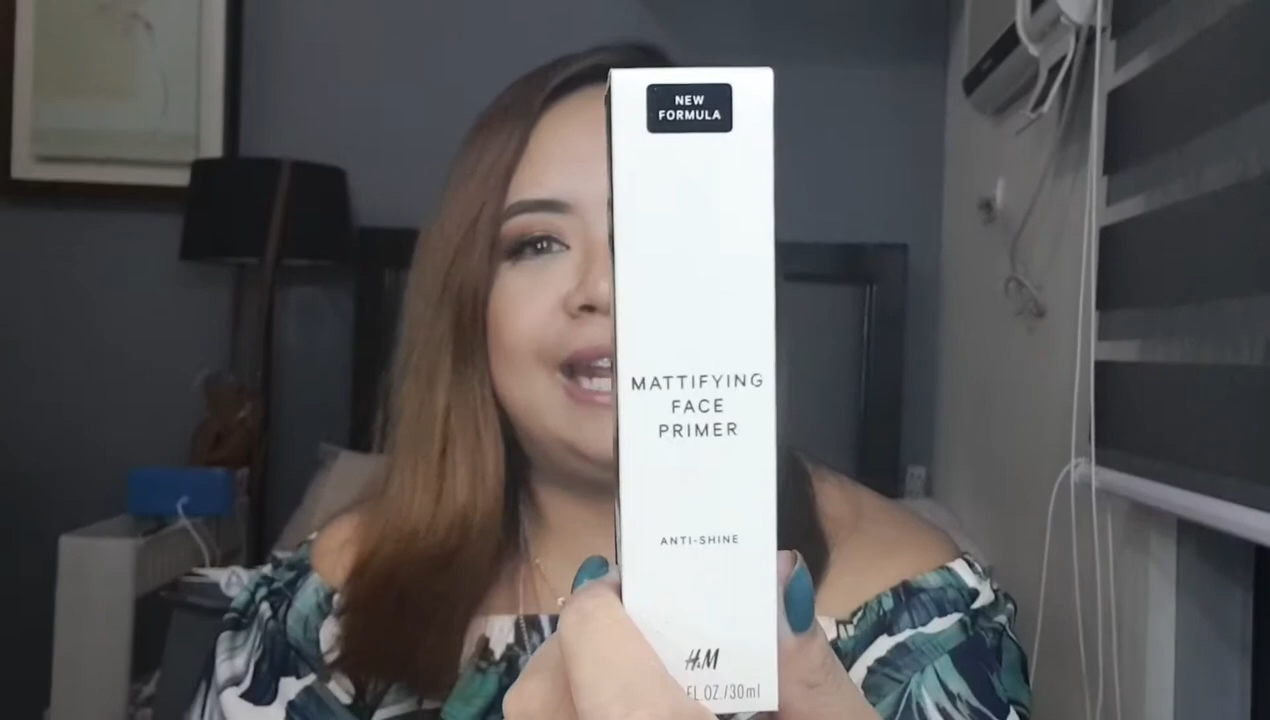 NEW
FORMULA
MATTIFYING
FACE
PRIMER
ANTI-SHINE
H&M
FL.OZ./30ml